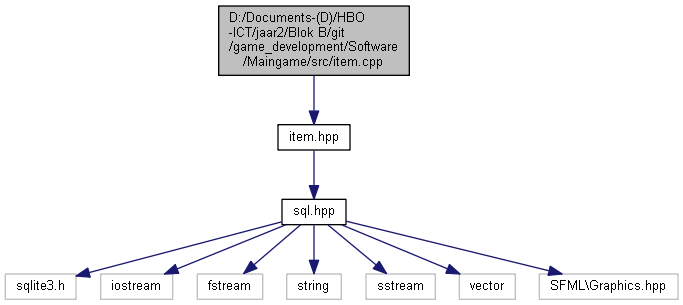 D:/Documents-(D)/HBO
-ICT/jaar2/Blok B/git
/game_development/Software
/Maingame/src/item.cpp
item.hpp
sql.hpp
sqlite3.h
iostream
fstream
string
sstream
vector
SFML\Graphics.hpp